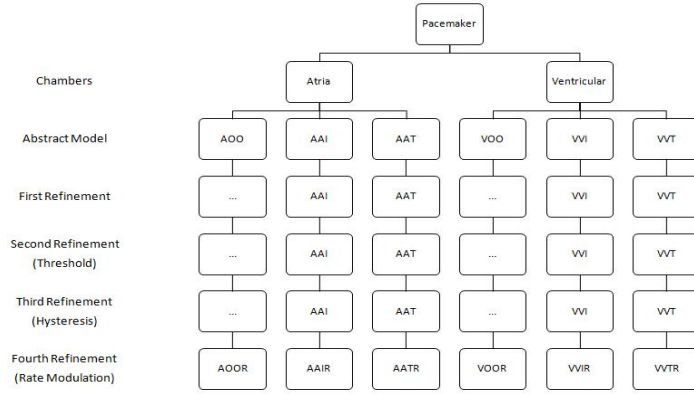 Pacemaker
Chambers Atria Ventricular
Abstract Model AOO AAI AAT VOO VVI VVT
First Refinement ... AAI AAT ... VVI VVT
Second Refinement
(Threshold) ... AAI AAT ... VVI VVT
Third Refinement
(Hysteresis) ... AAI AAT ... VVI VVT
Fourth Refinement
(Rate Modulation) AOOR AAIR AATR VOOR VVIR VVTR